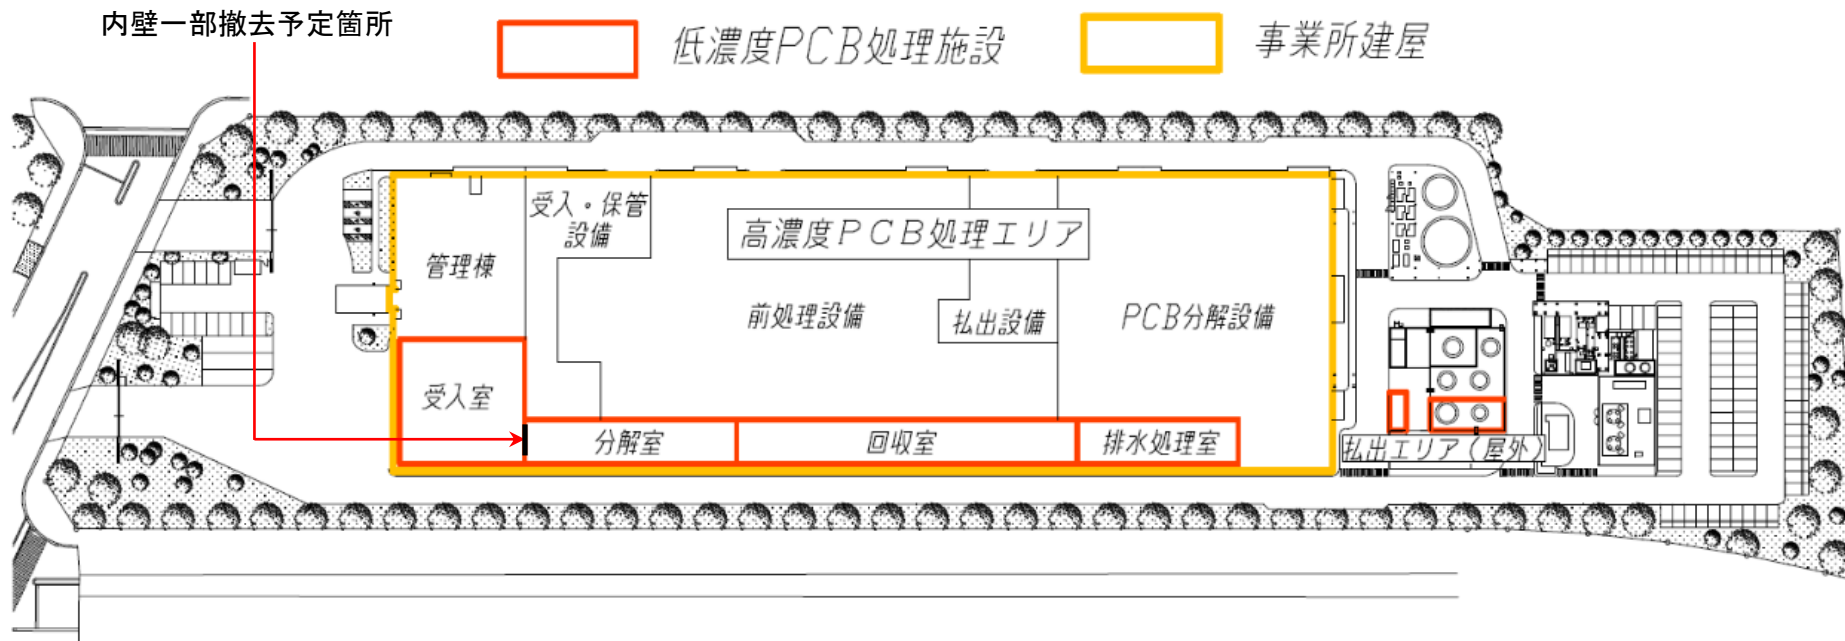 内壁一部撤去予定箇所
低濃度PCB処理施設
事業所建屋
受入・保管
設備
高濃度PCB処理エリア
管理棟
前処理設備
払出設備
PCB分解設備
受入室
分解室
回収室
排水処理室
払出エリア(屋外)